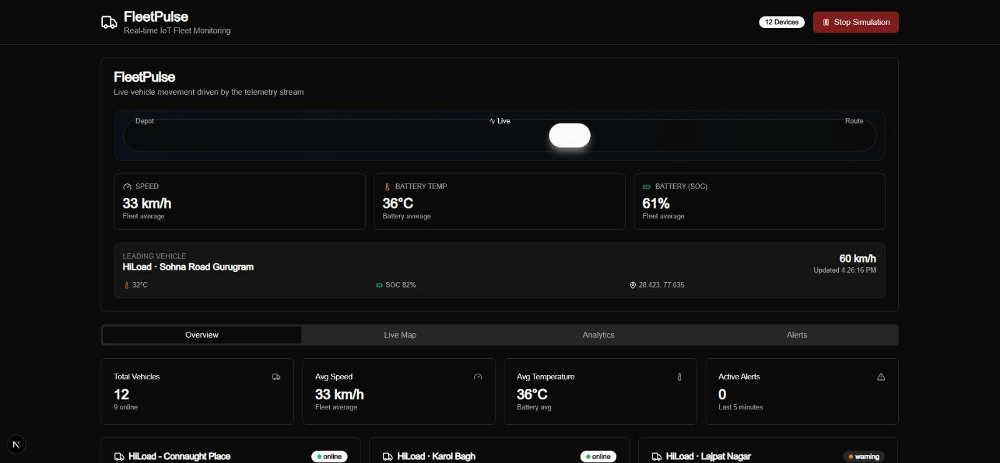 FleetPulse
Real-time IoT Fleet Monitoring
12 Devices
Stop Simulation
FleetPulse
Live vehicle movement driven by the telemetry stream
Depot
Live
Route
SPEED
33 km/h
Fleet average
BATTERY TEMP
36°C
Battery average
BATTERY (SOC)
61%
Fleet average
LEADING VEHICLE
HiLoad · Sohna Road Gurugram
60 km/h
Updated 4:26:16 PM
32°C
SOC 82%
28.423, 77.035
Overview
Live Map
Analytics
Alerts
Total Vehicles
12
9 online
Avg Speed
33 km/h
Fleet average
Avg Temperature
36°C
Battery avg
Active Alerts
0
Last 5 minutes
N
HiLoad - Connaught Place
online
HiLoad · Karol Bagh
online
HiLoad · Lajpat Nagar
warning